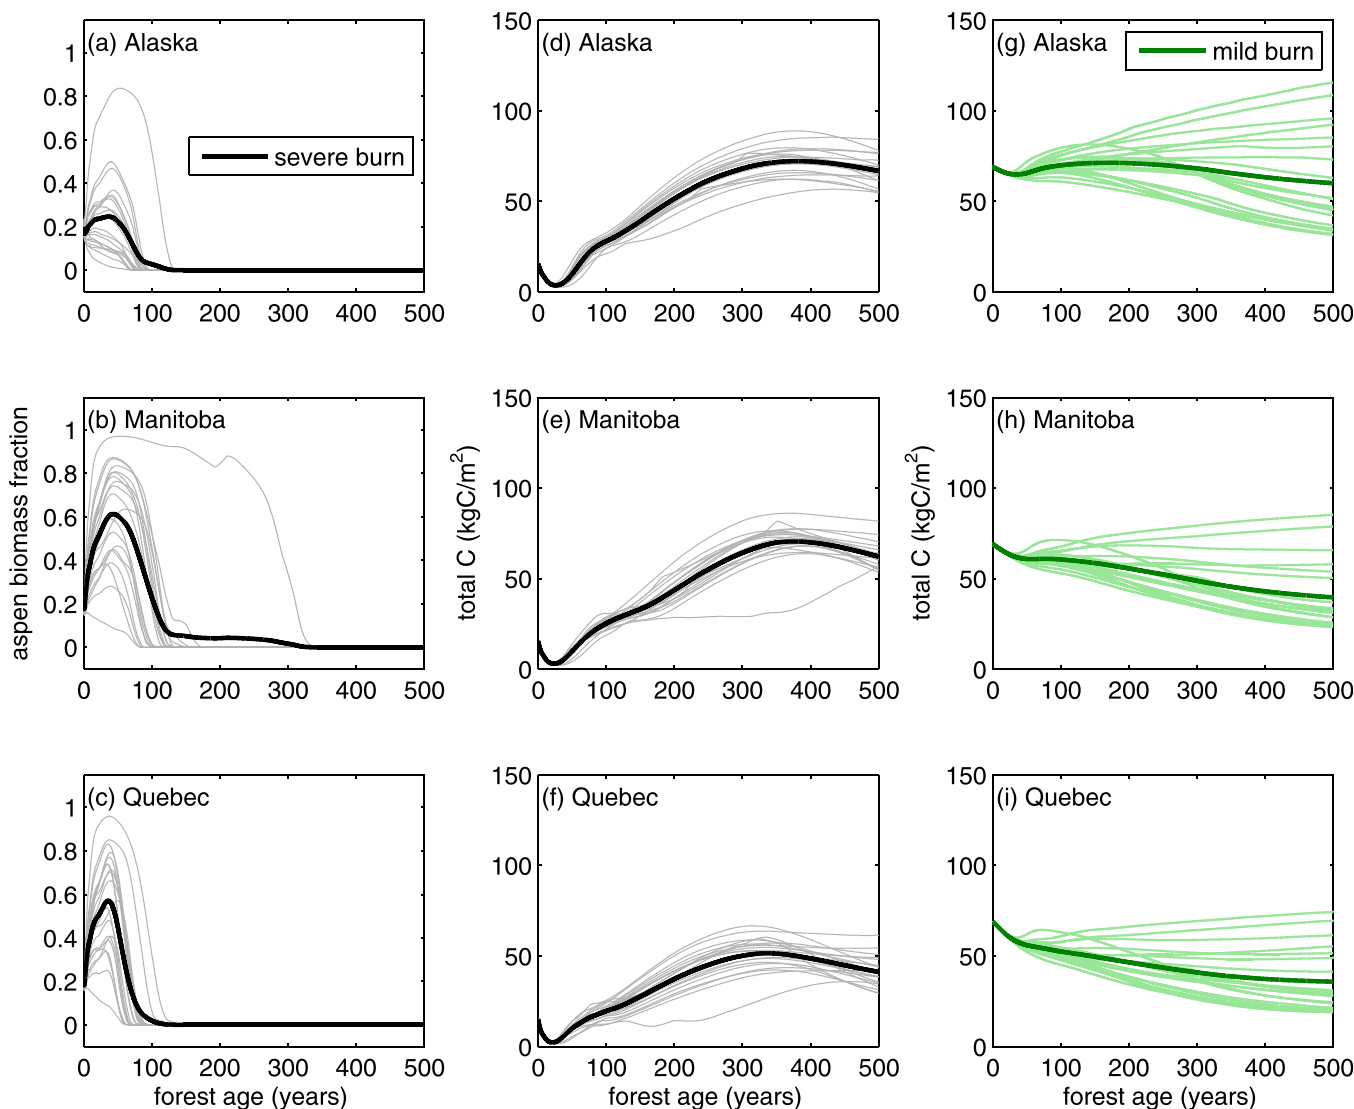 (a) Alaska
severe burn
1
0.8
0.6
0.4
0.2
0
0 100 200 300 400 500
(d) Alaska
150
100
50
0
0 100 200 300 400 500
(g) Alaska
mild burn
150
100
50
0
0 100 200 300 400 500
(b) Manitoba
aspen biomass fraction
1
0.8
0.6
0.4
0.2
0
0 100 200 300 400 500
(e) Manitoba
total C (kgC/m²)
150
100
50
0
0 100 200 300 400 500
(h) Manitoba
total C (kgC/m²)
150
100
50
0
0 100 200 300 400 500
(c) Quebec
1
0.8
0.6
0.4
0.2
0
0 100 200 300 400 500
forest age (years)
(f) Quebec
150
100
50
0
0 100 200 300 400 500
forest age (years)
(i) Quebec
150
100
50
0
0 100 200 300 400 500
forest age (years)